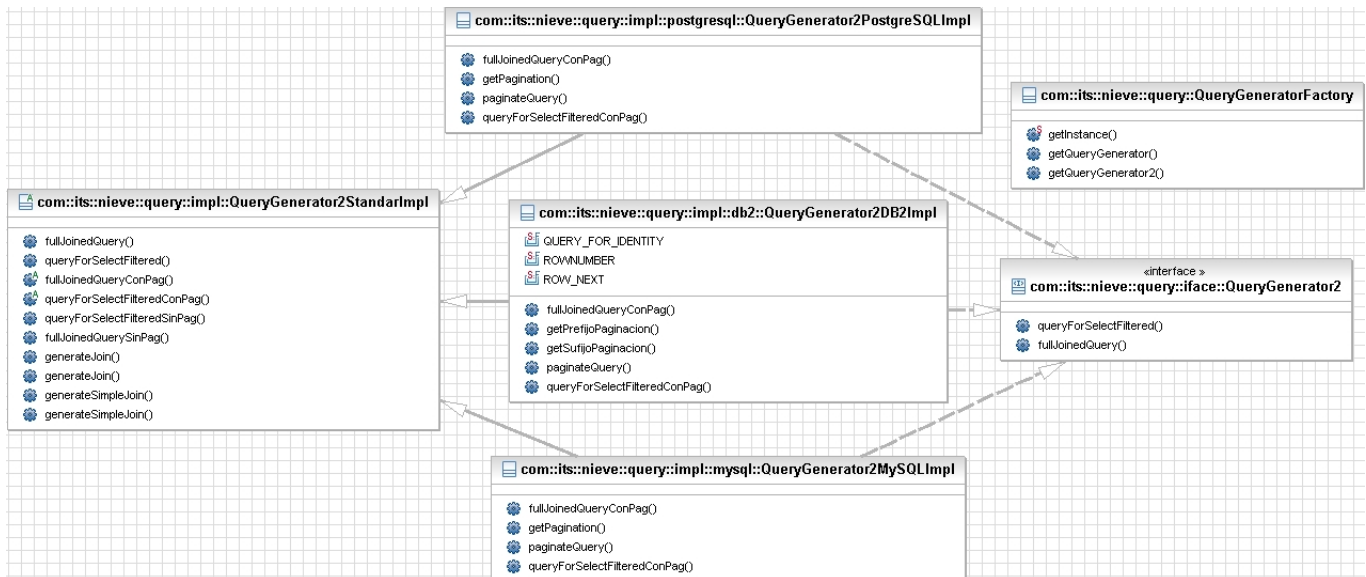 com::its::nieve::query::impl::postgresql::QueryGenerator2PostgreSQLImpl
fullJoinedQueryConPag()
getPagination()
paginateQuery()
queryForSelectFilteredConPag()
com::its::nieve::query::QueryGeneratorFactory
getInstance()
getQueryGenerator()
getQueryGenerator2()
com::its::nieve::query::impl::QueryGenerator2StandarImpl
fullJoinedQuery()
queryForSelectFiltered()
fullJoinedQueryConPag()
queryForSelectFilteredConPag()
queryForSelectFilteredSinPag()
fullJoinedQuerySinPag()
generateJoin()
generateJoin()
generateSimpleJoin()
generateSimpleJoin()
com::its::nieve::query::impl::db2::QueryGenerator2DB2Impl
QUERY_FOR_IDENTITY
ROWNUMBER
ROW_NEXT
fullJoinedQueryConPag()
getPrefijoPaginacion()
getSufijoPaginacion()
paginateQuery()
queryForSelectFilteredConPag()
«interface »
com::its::nieve::query::iface::QueryGenerator2
queryForSelectFiltered()
fullJoinedQuery()
com::its::nieve::query::impl::mysql::QueryGenerator2MySQLImpl
fullJoinedQueryConPag()
getPagination()
paginateQuery()
queryForSelectFilteredConPag()